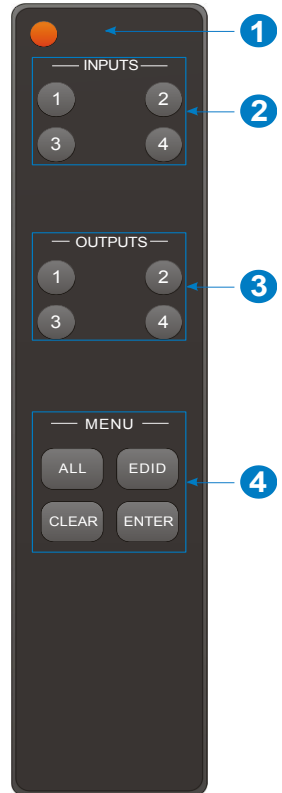 1
INPUTS
1 2
2
3 4
OUTPUTS
1 2
3
3 4
MENU
ALL EDID
4
CLEAR ENTER